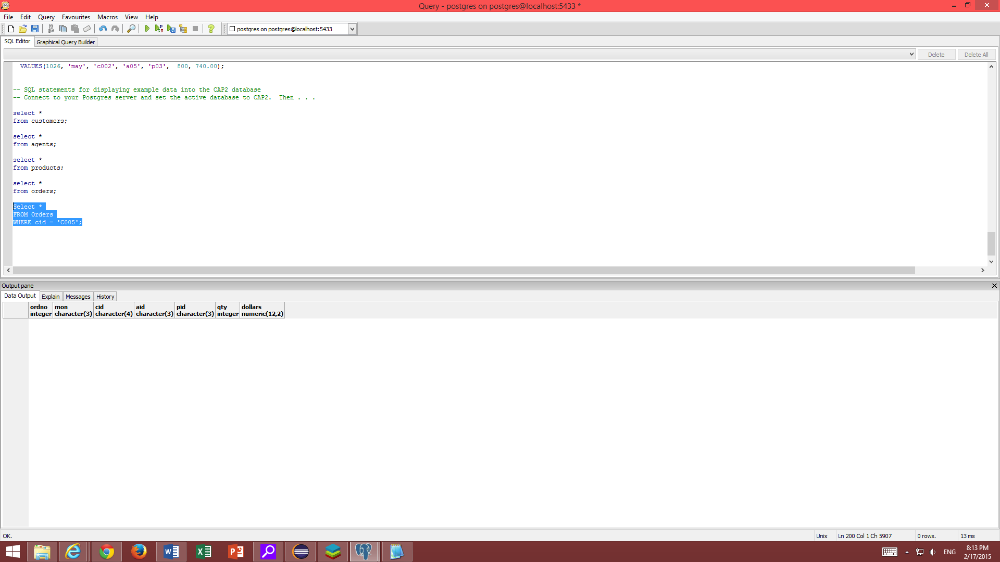 Query - postgres on postgres@localhost:5433 *
File Edit Query Favourites Macros View Help
postgres on postgres@localhost:5433
SQL Editor Graphical Query Builder
Delete Delete All
VALUES(1026, 'may', 'c002', 'a05', 'p03',  800, 740.00);
-- SQL statements for displaying example data into the CAP2 database
-- Connect to your Postgres server and set the active database to CAP2.  Then . . .
select *
from customers;
select *
from agents;
select *
from products;
select *
from orders;
Select *
FROM Orders
WHERE cid = 'C005';
Output pane
Data Output Explain Messages History
ordno mon cid aid pid qty dollars
integer character(3) character(4) character(3) character(3) integer numeric(12,2)
OK. Unix Ln 200 Col 1 Ch 5907 0 rows. 13 ms
ENG 8:13 PM
2/17/2015